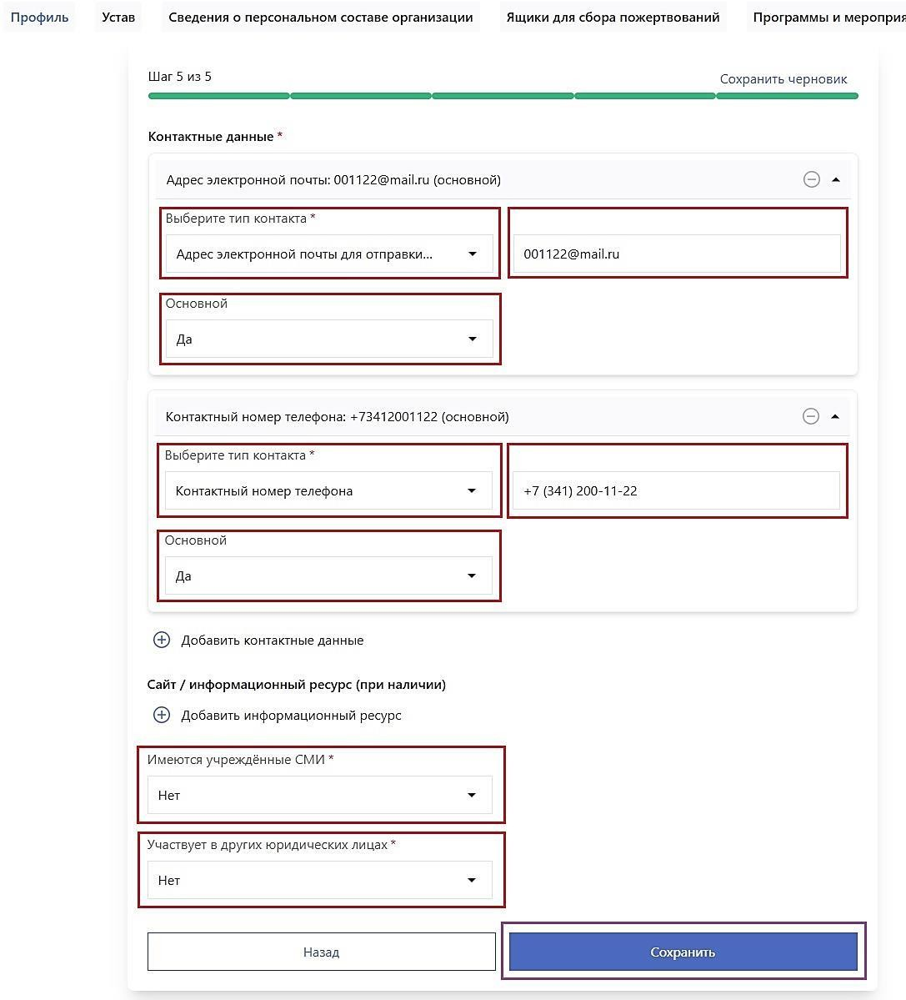 Профиль Устав Сведения о персональном составе организации Ящики для сбора пожертвований Программы и меропри
Шаг 5 из 5 Сохранить черновик
Контактные данные *
Адрес электронной почты: 001122@mail.ru (основной)
Выберите тип контакта *
Адрес электронной почты для отправки... 001122@mail.ru
Основной
Да
Контактный номер телефона: +73412001122 (основной)
Выберите тип контакта *
Контактный номер телефона +7 (341) 200-11-22
Основной
Да
Добавить контактные данные
Сайт / информационный ресурс (при наличии)
Добавить информационный ресурс
Имеются учреждённые СМИ *
Нет
Участвует в других юридических лицах *
Нет
Назад Сохранить